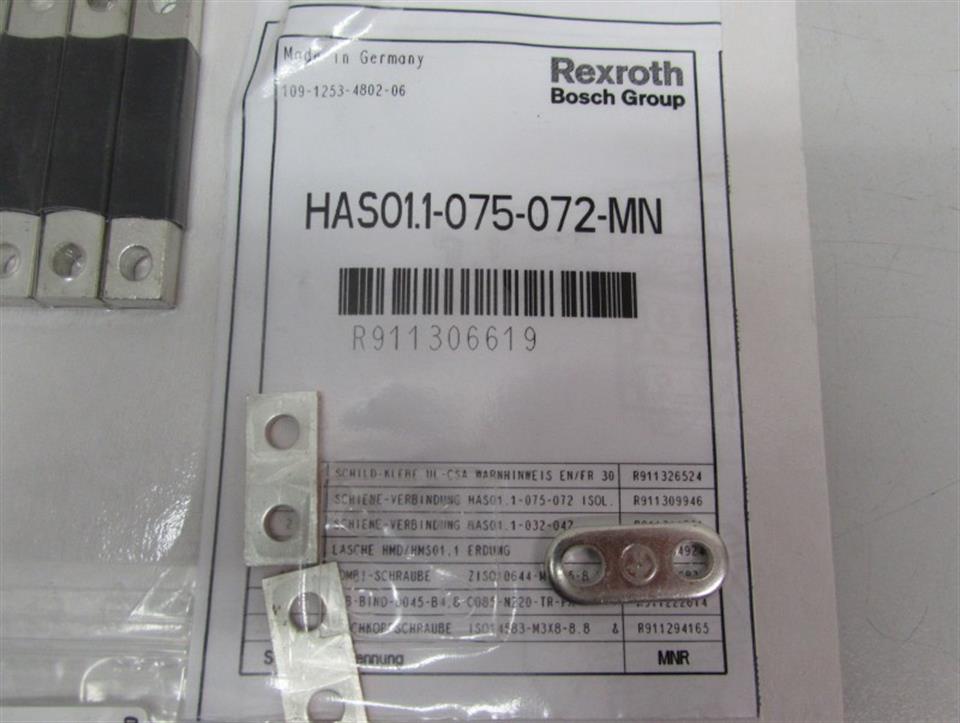 Made in Germany
109-1253-4802-06
Rexroth
Bosch Group
HAS01.1-075-072-MN
R911306619
SCHILD-KLEBE UL-CSA WARNHINWEIS EN/FR 30 R911326524
SCHIENE-VERBINDUNG HAS01.1-075-072 ISOL. R911309946
2 SCHIENE-VERBINDUNG HAS01.1-032-042
LASCHE HMD/HMS01.1 ERDUNG
ZISO10644-M
ISO14583-M3X8-8.8 & R911294165
MNR